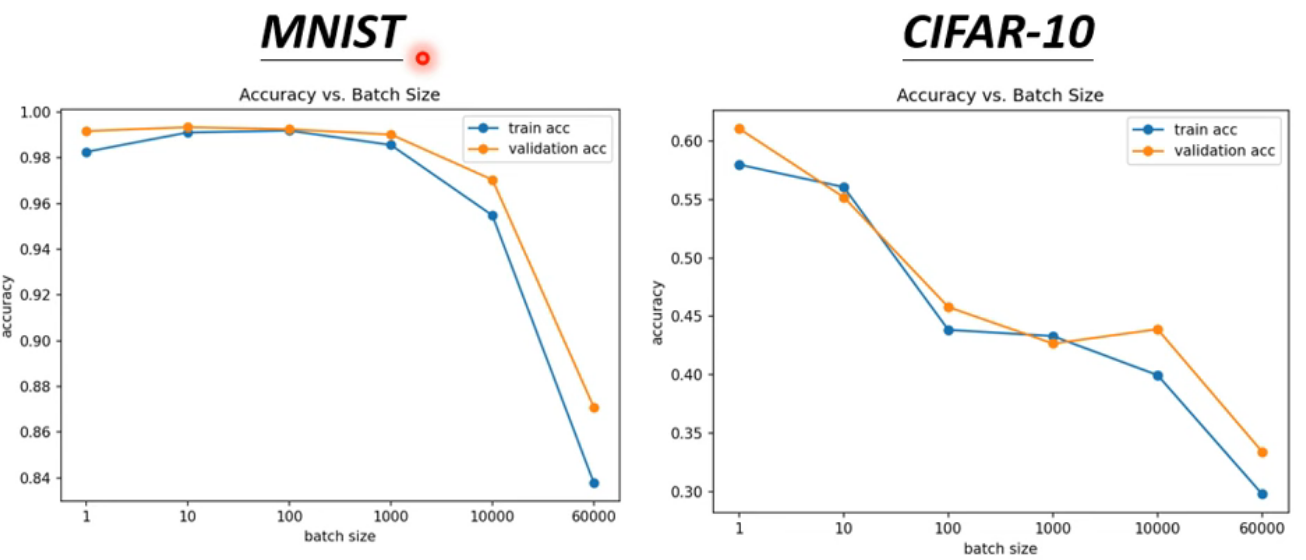 MNIST
Accuracy vs. Batch Size
train acc
validation acc
1.00
0.98
0.96
0.94
0.92
0.90
0.88
0.86
0.84
accuracy
1 10 100 1000 10000 60000
batch size
CIFAR-10
Accuracy vs. Batch Size
train acc
validation acc
0.60
0.55
0.50
0.45
0.40
0.35
0.30
accuracy
1 10 100 1000 10000 60000
batch size